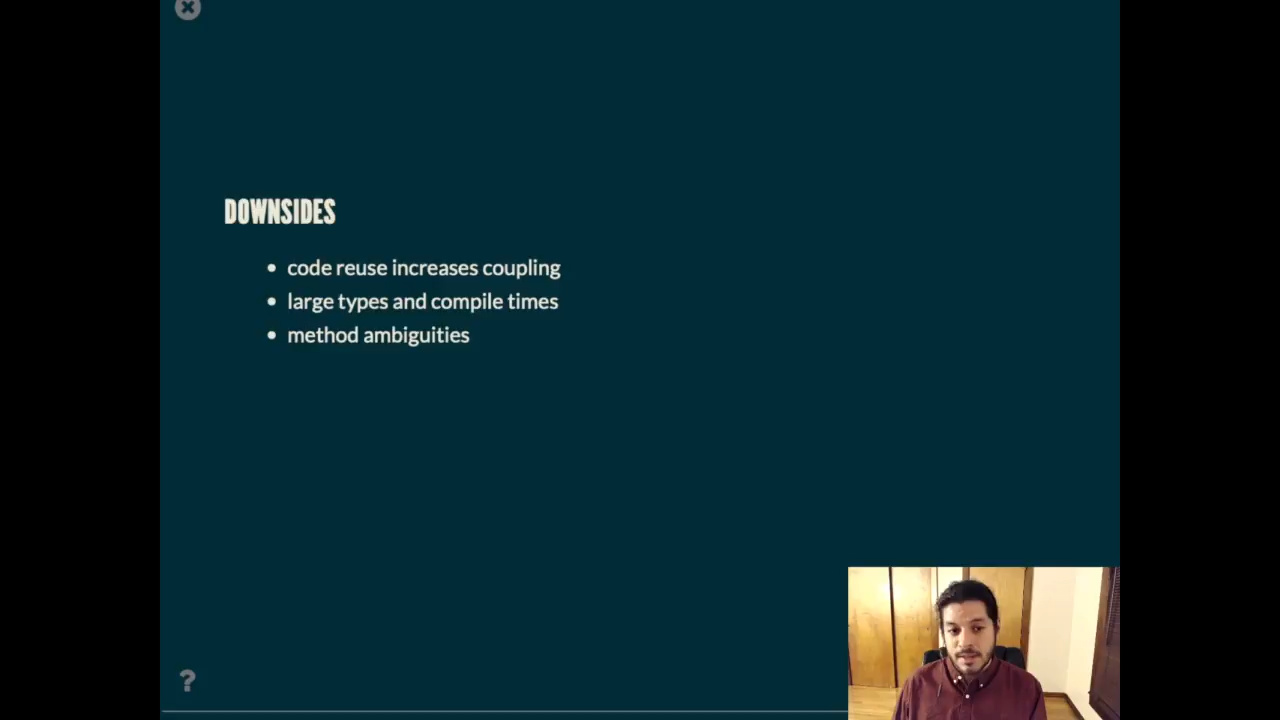 DOWNSIDES
• code reuse increases coupling
• large types and compile times
• method ambiguities
?